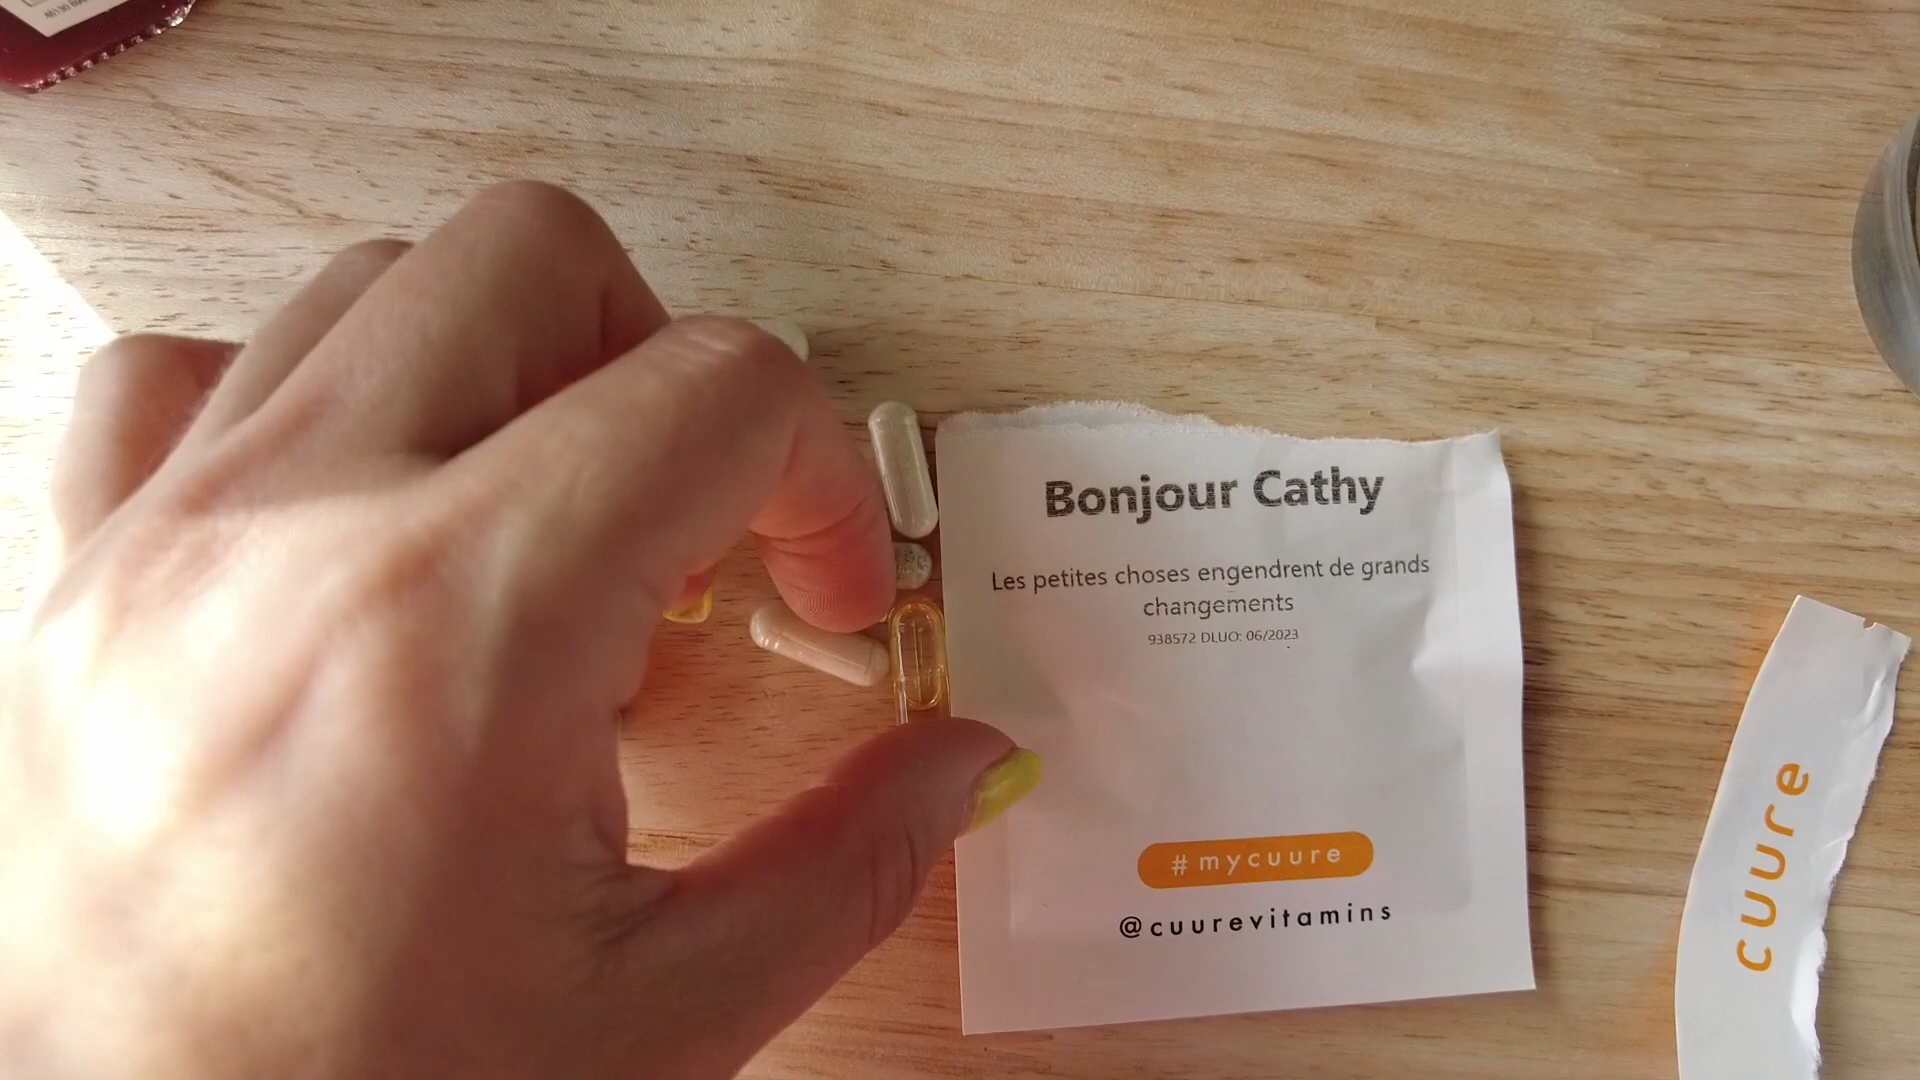 Bonjour Cathy
Les petites choses engendrent de grands
changements
938572 DLUO: 06/2023
#mycuure
@cuurevitamins
cuure